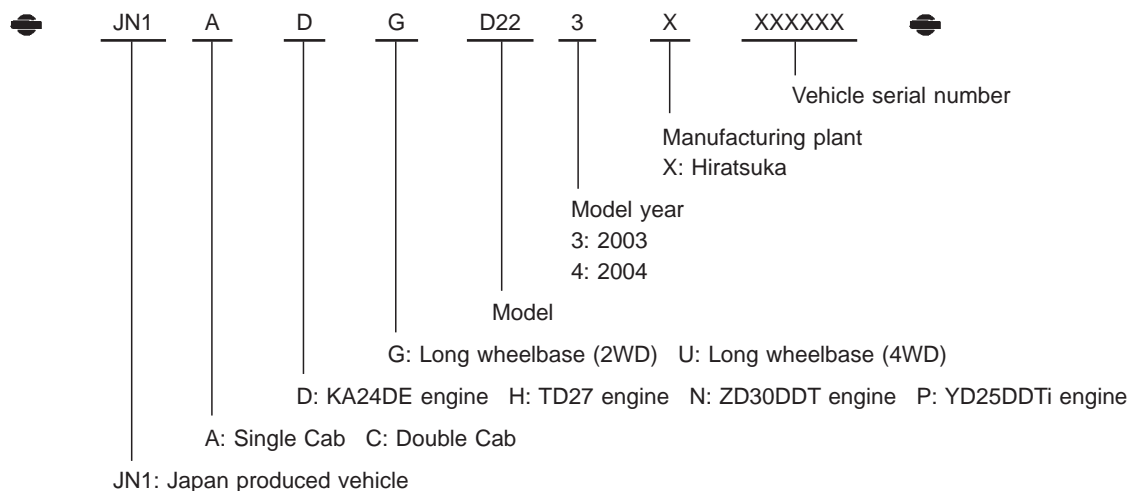 JN1 A D G D22 3 X XXXXXX
Vehicle serial number
Manufacturing plant
X: Hiratsuka
Model year
3: 2003
4: 2004
Model
G: Long wheelbase (2WD) U: Long wheelbase (4WD)
D: KA24DE engine H: TD27 engine N: ZD30DDT engine P: YD25DDTi engine
A: Single Cab C: Double Cab
JN1: Japan produced vehicle